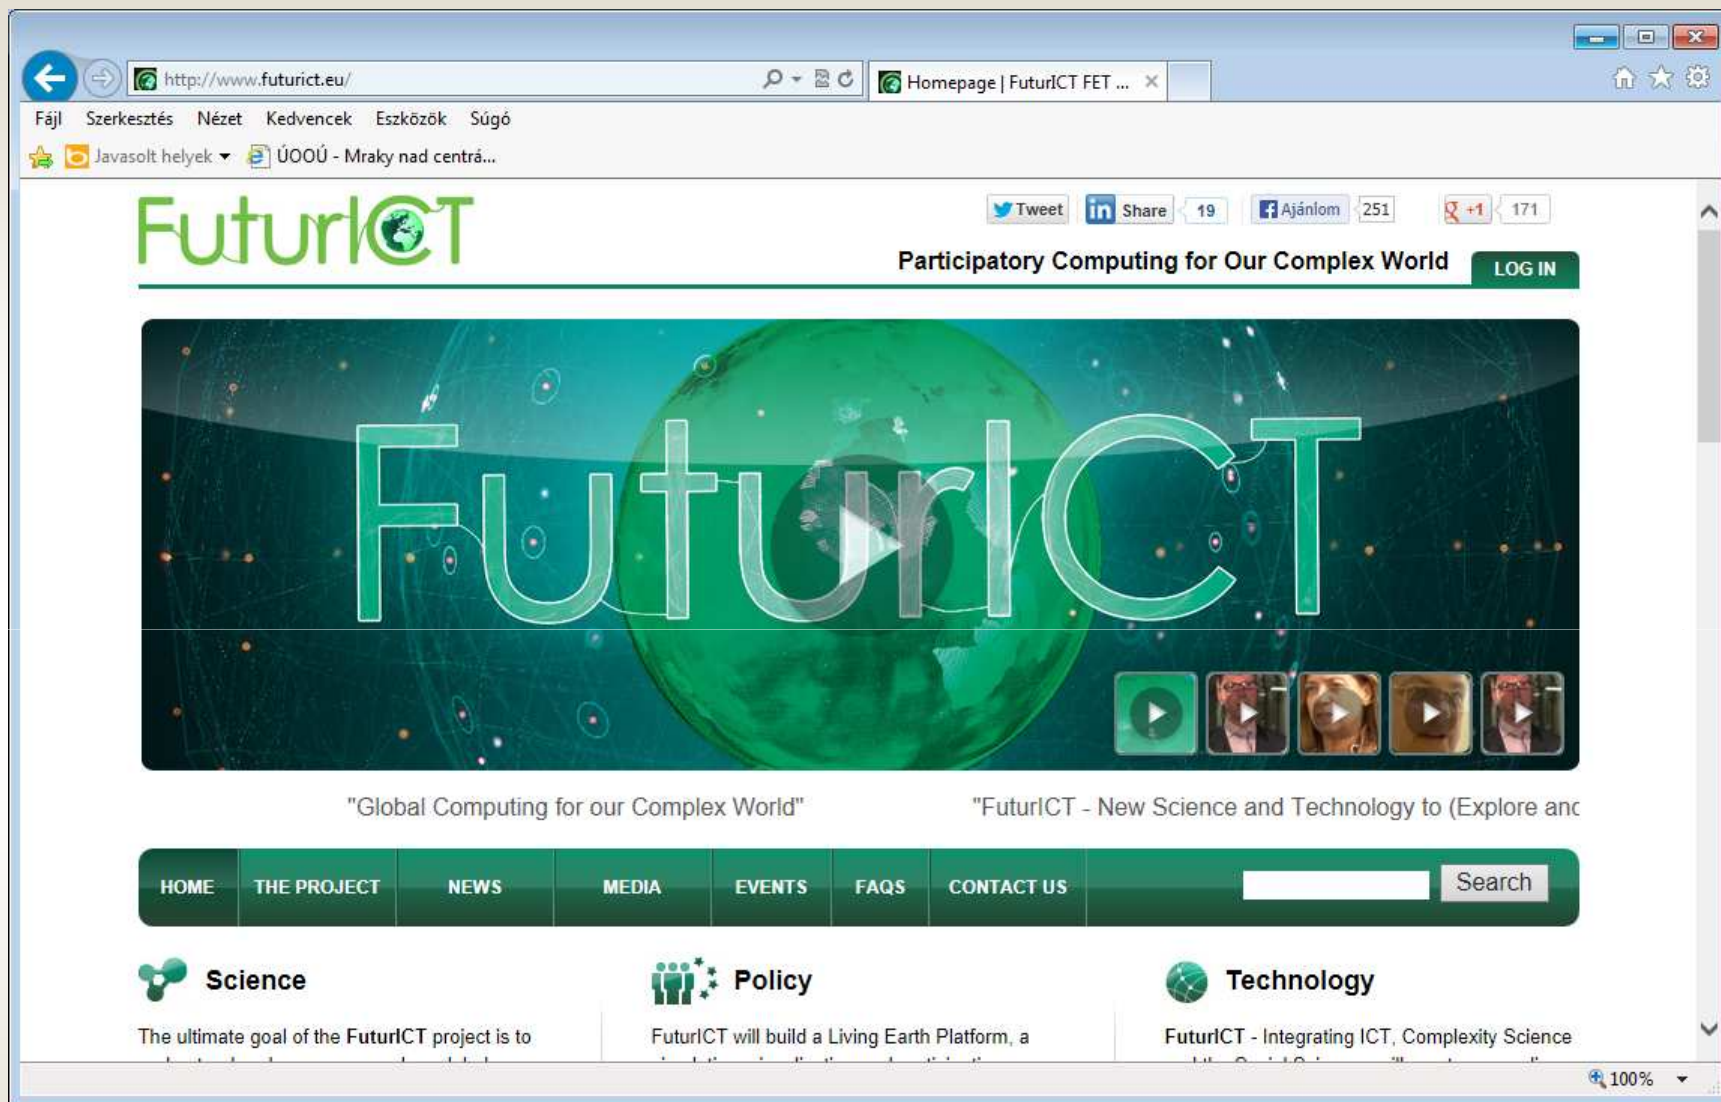 http://www.futurict.eu/
Homepage | FuturICT FET ...
Fájl Szerkesztés Nézet Kedvencek Eszközök Súgó
Javasolt helyek ÚOOÚ - Mraky nad centrá...
FuturICT
Tweet Share 19 Ajánlom 251 +1 171
Participatory Computing for Our Complex World LOG IN
FuturICT
"Global Computing for our Complex World" "FuturICT - New Science and Technology to (Explore and
HOME THE PROJECT NEWS MEDIA EVENTS FAQS CONTACT US Search
Science
The ultimate goal of the FuturICT project is to
Policy
FuturICT will build a Living Earth Platform, a
Technology
FuturICT - Integrating ICT, Complexity Science
100%